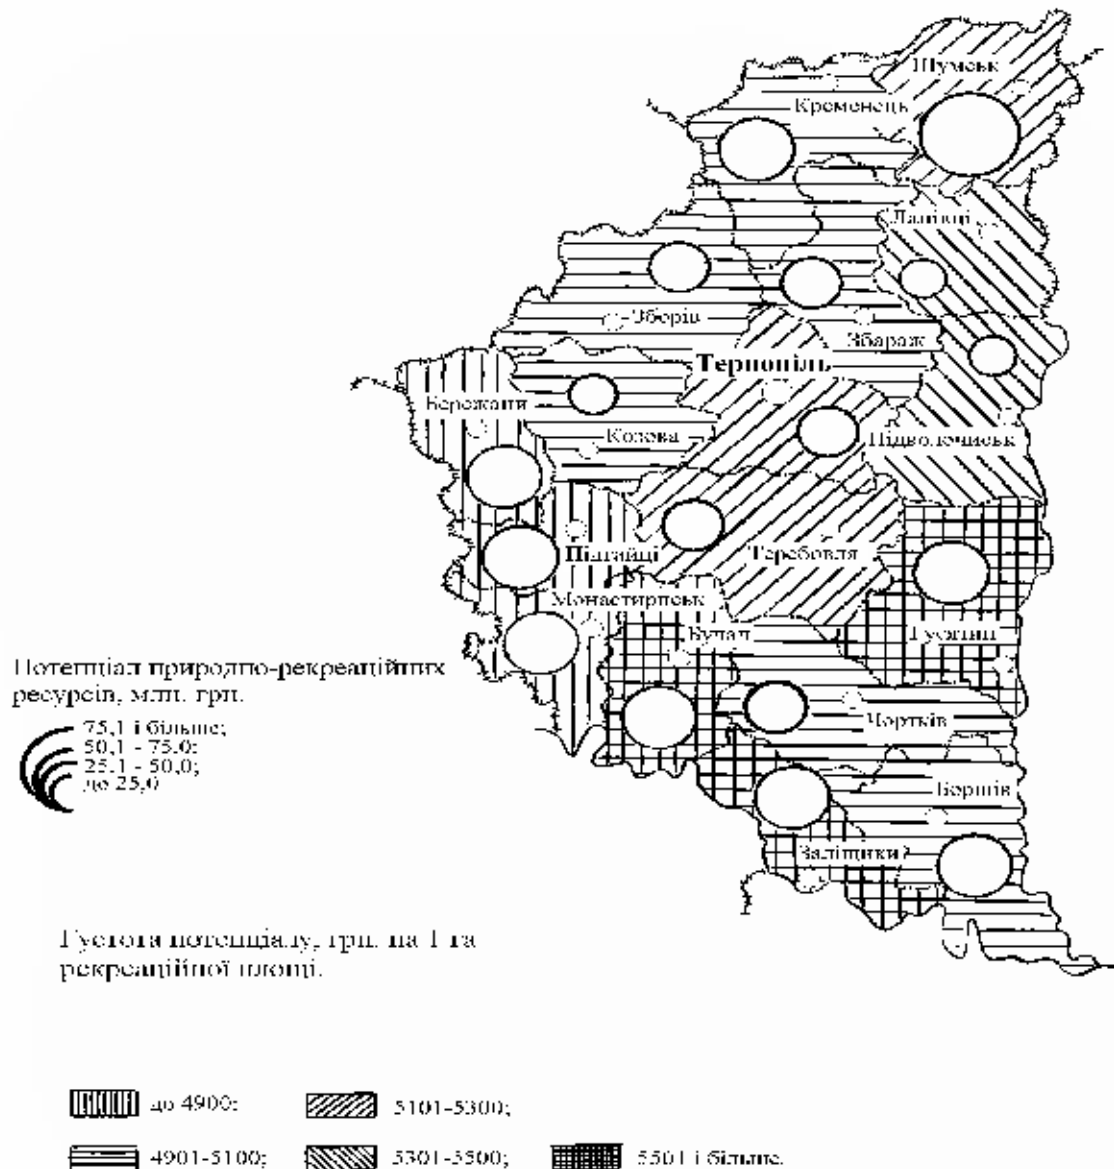 Шумськ
Кременець
Ланівці
Зборів
Збараж
Тернопіль
Бережани
Козова
Підволочиськ
Підгайці
Теребовля
Монастириськ
Бучач
Гусятин
Потенціал природно-рекреаційних
ресурсів, млн. грн.
75,1 і більше;
50,1 - 75,0;
25,1 - 50,0;
до 25,0
Чортків
Борщів
Заліщики
Густота потенціалу, грн. на 1 га
рекреаційної площі.
до 4900; 5101-5300;
4901-5100; 5301-5500; 5501 і більше.